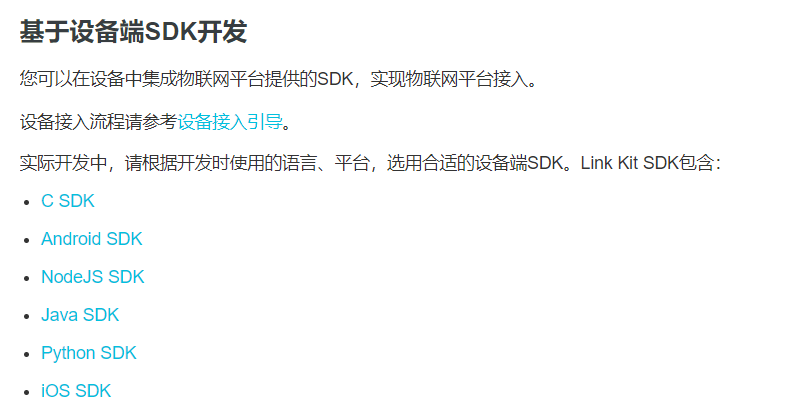 基于设备端SDK开发
您可以在设备中集成物联网平台提供的SDK，实现物联网平台接入。
设备接入流程请参考设备接入引导。
实际开发中，请根据开发时使用的语言、平台，选用合适的设备端SDK。Link Kit SDK包含：
• C SDK
• Android SDK
• NodeJS SDK
• Java SDK
• Python SDK
• iOS SDK